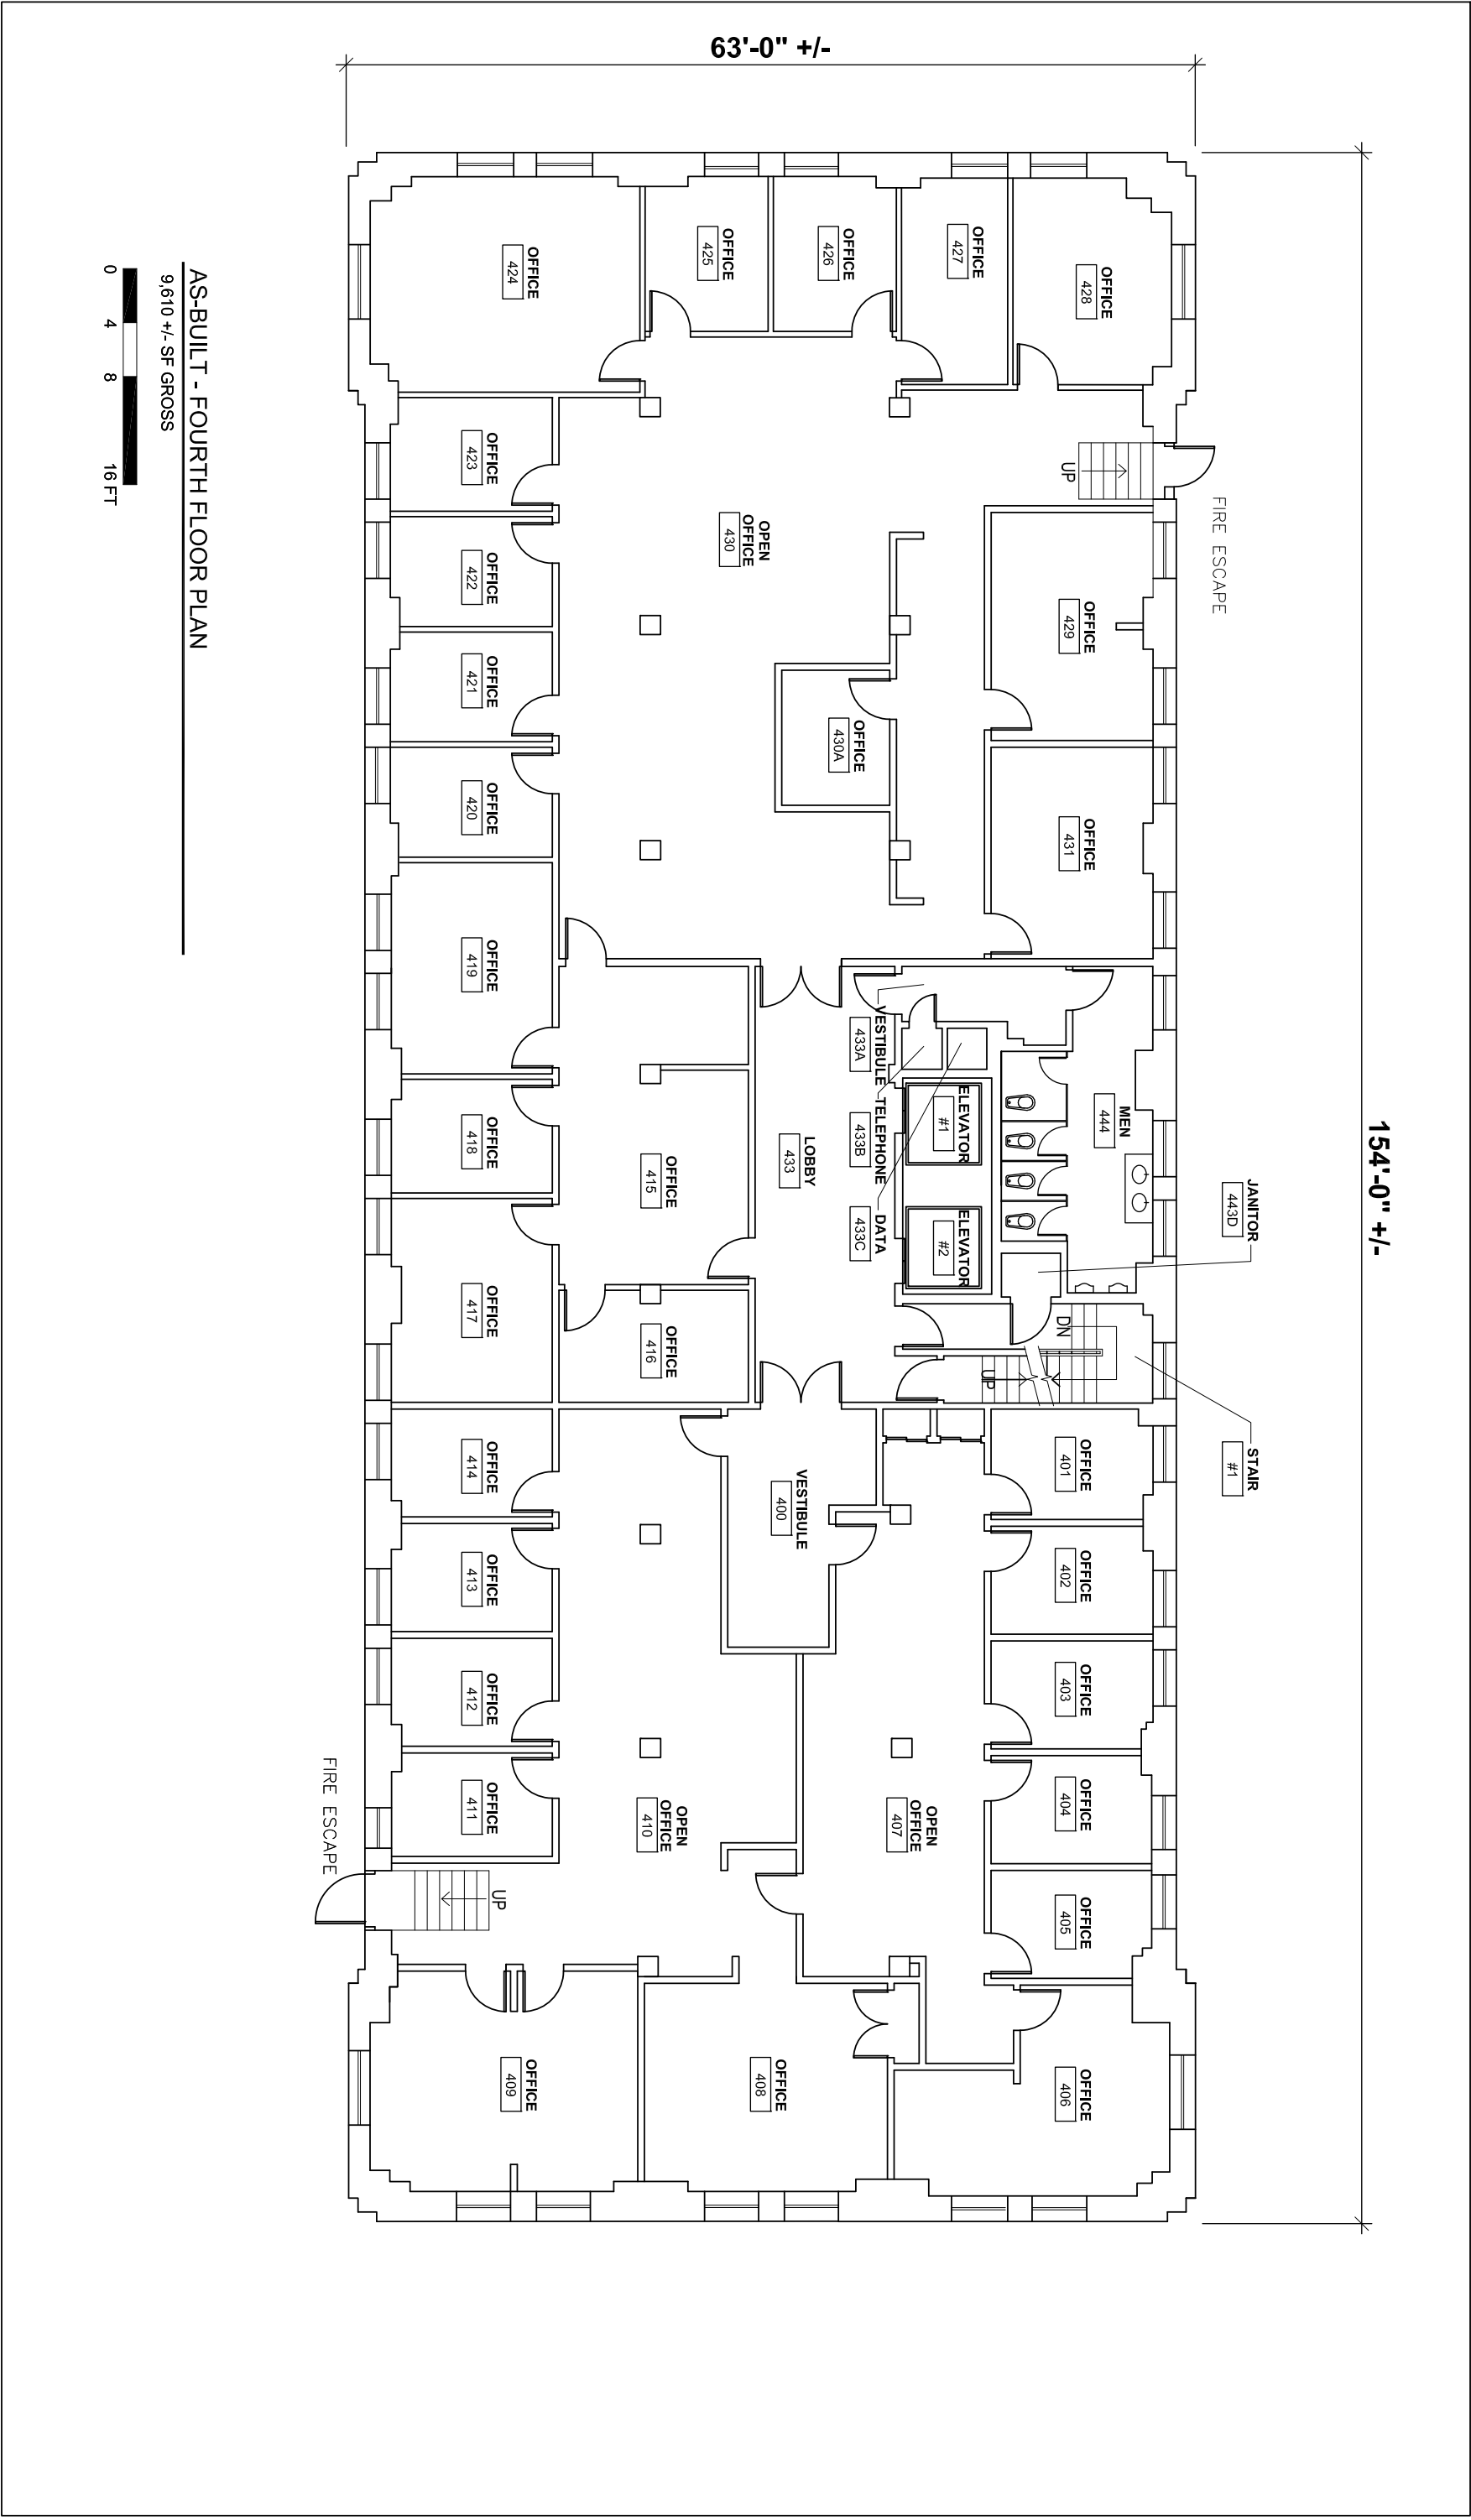 63'-0" +/-
154'-0" +/-
OFFICE
424
OFFICE
425
OFFICE
426
OFFICE
427
OFFICE
428
OFFICE
423
OFFICE
422
OFFICE
421
OFFICE
420
OFFICE
419
OFFICE
418
OFFICE
417
OFFICE
414
OFFICE
413
OFFICE
412
OFFICE
411
OPEN
OFFICE
430
OFFICE
430A
UP
FIRE ESCAPE
OFFICE
429
OFFICE
431
OFFICE
415
OFFICE
416
LOBBY
433
VESTIBULE
433A
TELEPHONE
433B
DATA
433C
ELEVATOR
#1
ELEVATOR
#2
MEN
444
JANITOR
443D
DN
UP
STAIR
#1
VESTIBULE
400
OFFICE
401
OFFICE
402
OFFICE
403
OFFICE
404
OFFICE
405
OFFICE
406
OPEN
OFFICE
407
OPEN
OFFICE
410
OFFICE
408
OFFICE
409
UP
FIRE ESCAPE
AS-BUILT - FOURTH FLOOR PLAN
9,610 +/- SF GROSS
0 4 8 16 FT